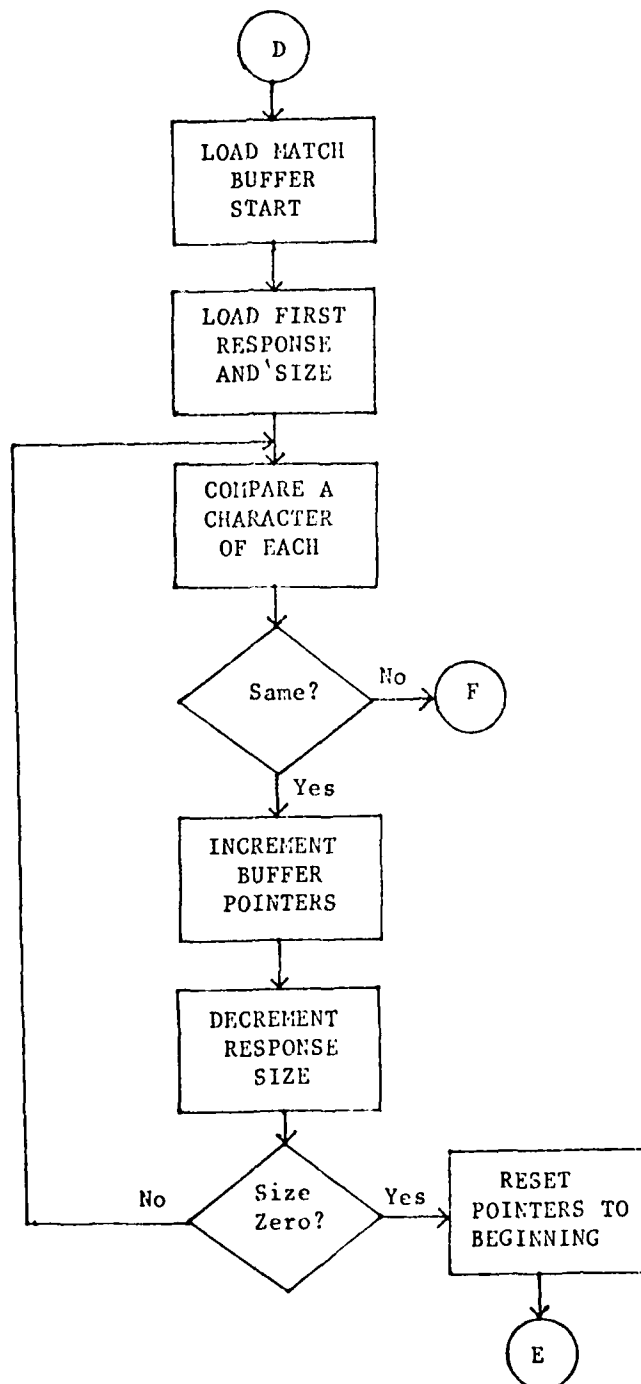 D
LOAD MATCH
BUFFER
START
LOAD FIRST
RESPONSE
AND SIZE
COMPARE A
CHARACTER
OF EACH
Same?
No
F
Yes
INCREMENT
BUFFER
POINTERS
DECREMENT
RESPONSE
SIZE
No
Size
Zero?
Yes
RESET
POINTERS TO
BEGINNING
E